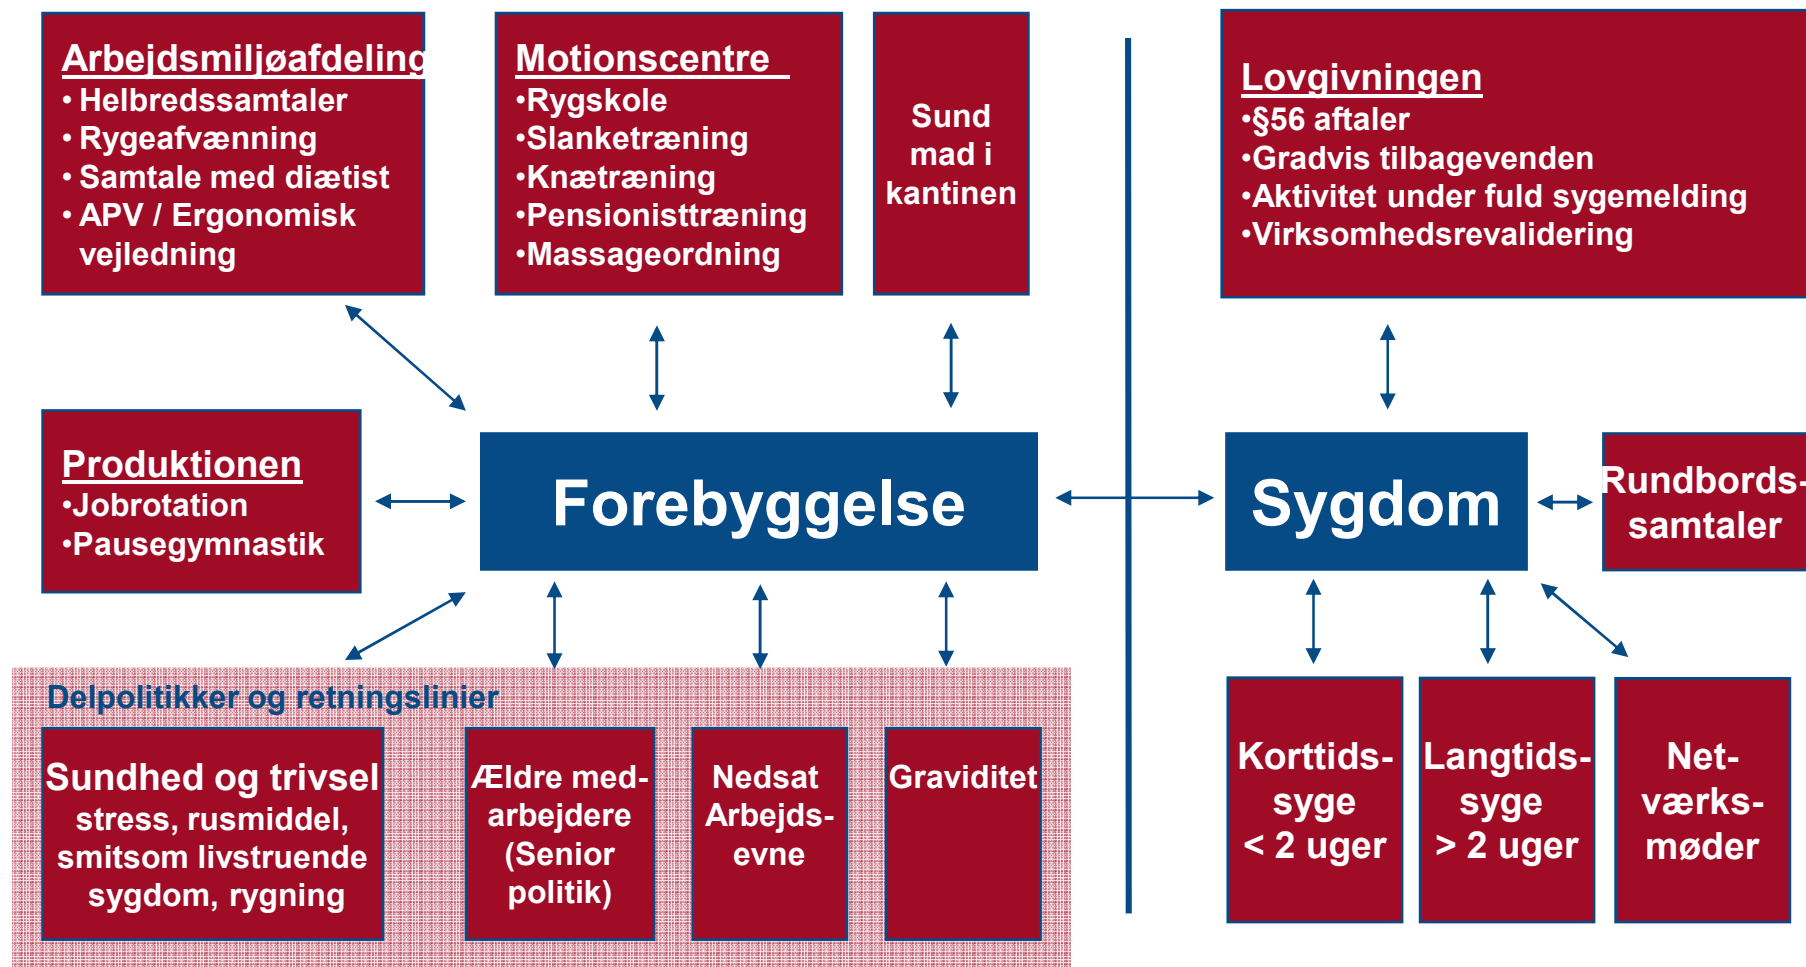 Arbejdsmiljøafdeling
• Helbredssamtaler
• Rygeafvænning
• Samtale med diætist
• APV / Ergonomisk
vejledning
Motionscentre
•Rygskole
•Slanketræning
•Knætræning
•Pensionisttræning
•Massageordning
Sund
mad i
kantinen
Lovgivningen
•§56 aftaler
•Gradvis tilbagevenden
•Aktivitet under fuld sygemelding
•Virksomhedsrevalidering
Produktionen
•Jobrotation
•Pausegymnastik
Forebyggelse
Sygdom
Rundbords-
samtaler
Delpolitikker og retningslinier
Sundhed og trivsel
stress, rusmiddel,
smitsom livstruende
sygdom, rygning
Ældre med-
arbejdere
(Senior
politik)
Nedsat
Arbejds-
evne
Graviditet
Korttids-
syge
< 2 uger
Langtids-
syge
> 2 uger
Net-
værks-
møder